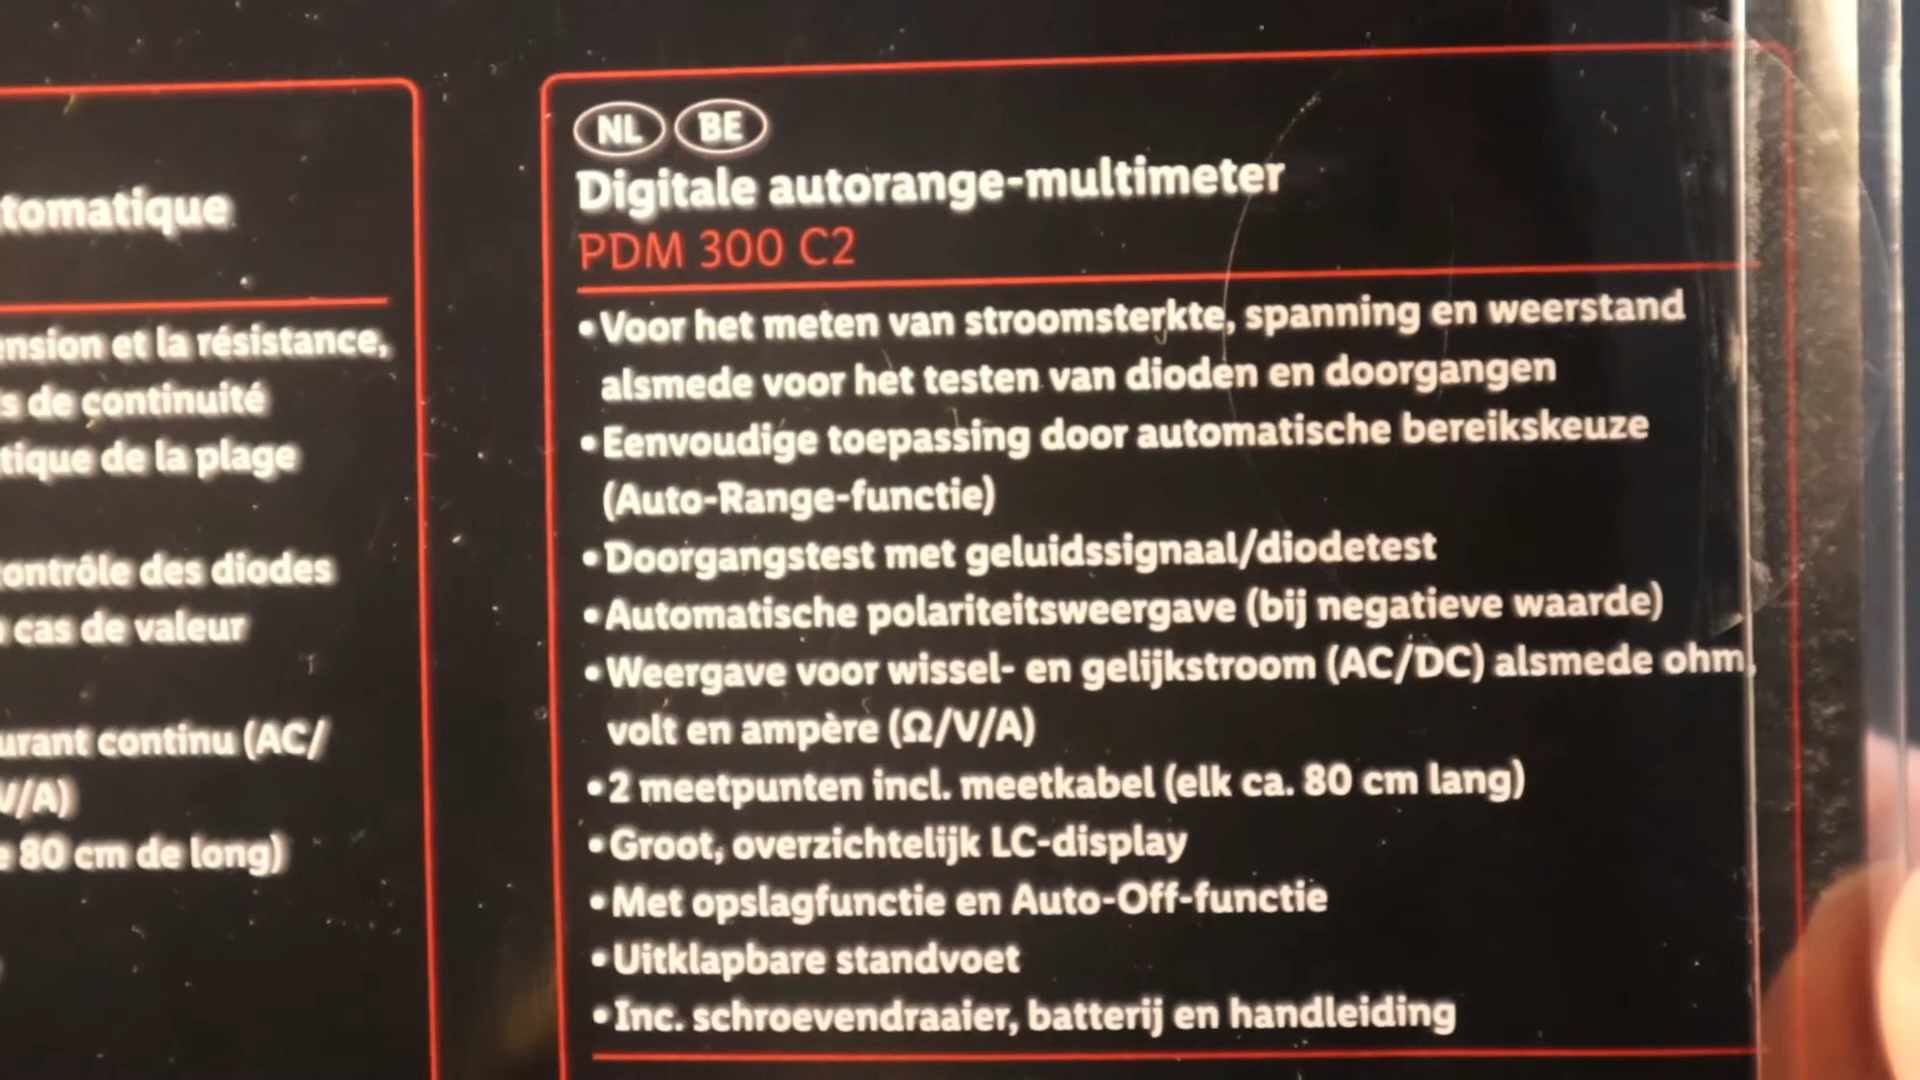 tomatique
ension et la résistance,
s de continuité
tique de la plage
contrôle des diodes
cas de valeur
urant continu (AC/
V/A)
e 80 cm de long)
NL BE
Digitale autorange-multimeter
PDM 300 C2
•Voor het meten van stroomsterkte, spanning en weerstand
alsmede voor het testen van dioden en doorgangen
•Eenvoudige toepassing door automatische bereikskeuze
(Auto-Range-functie)
•Doorgangstest met geluidssignaal/diodetest
•Automatische polariteitsweergave (bij negatieve waarde)
•Weergave voor wissel- en gelijkstroom (AC/DC) alsmede ohm,
volt en ampère (Ω/V/A)
•2 meetpunten incl. meetkabel (elk ca. 80 cm lang)
•Groot, overzichtelijk LC-display
•Met opslagfunctie en Auto-Off-functie
•Uitklapbare standvoet
•Inc. schroevendraaier, batterij en handleiding